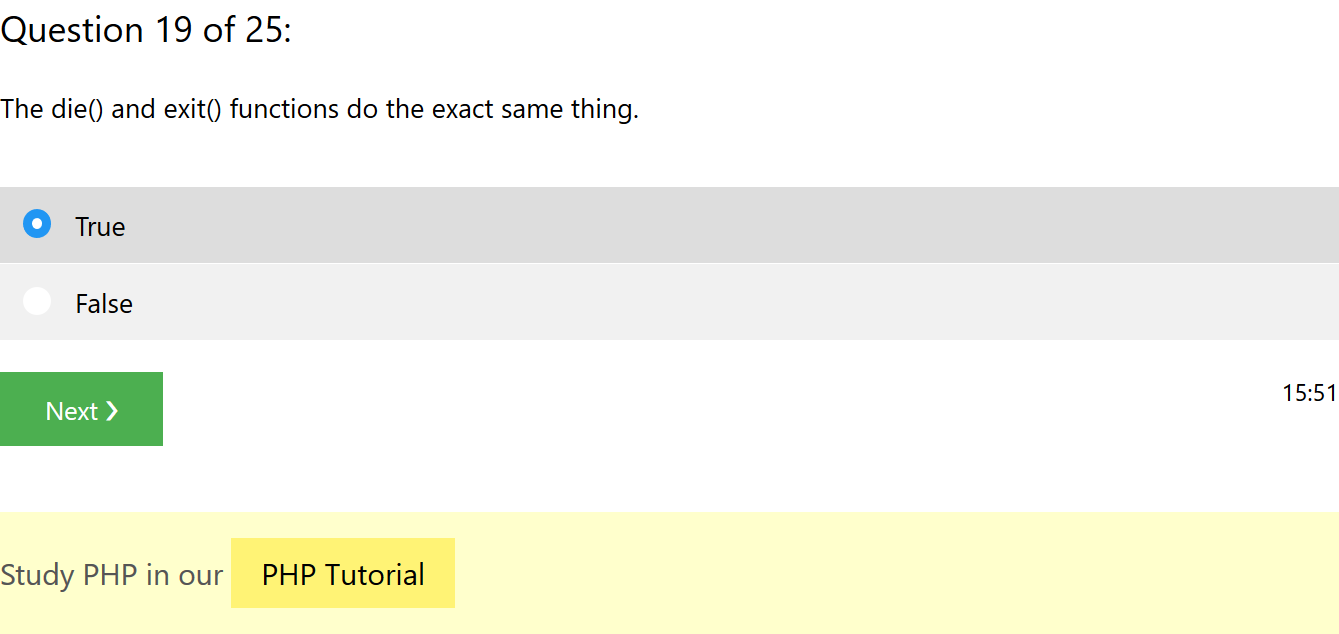 Question 19 of 25:
The die() and exit() functions do the exact same thing.
True
False
Next ❯
15:51
Study PHP in our PHP Tutorial